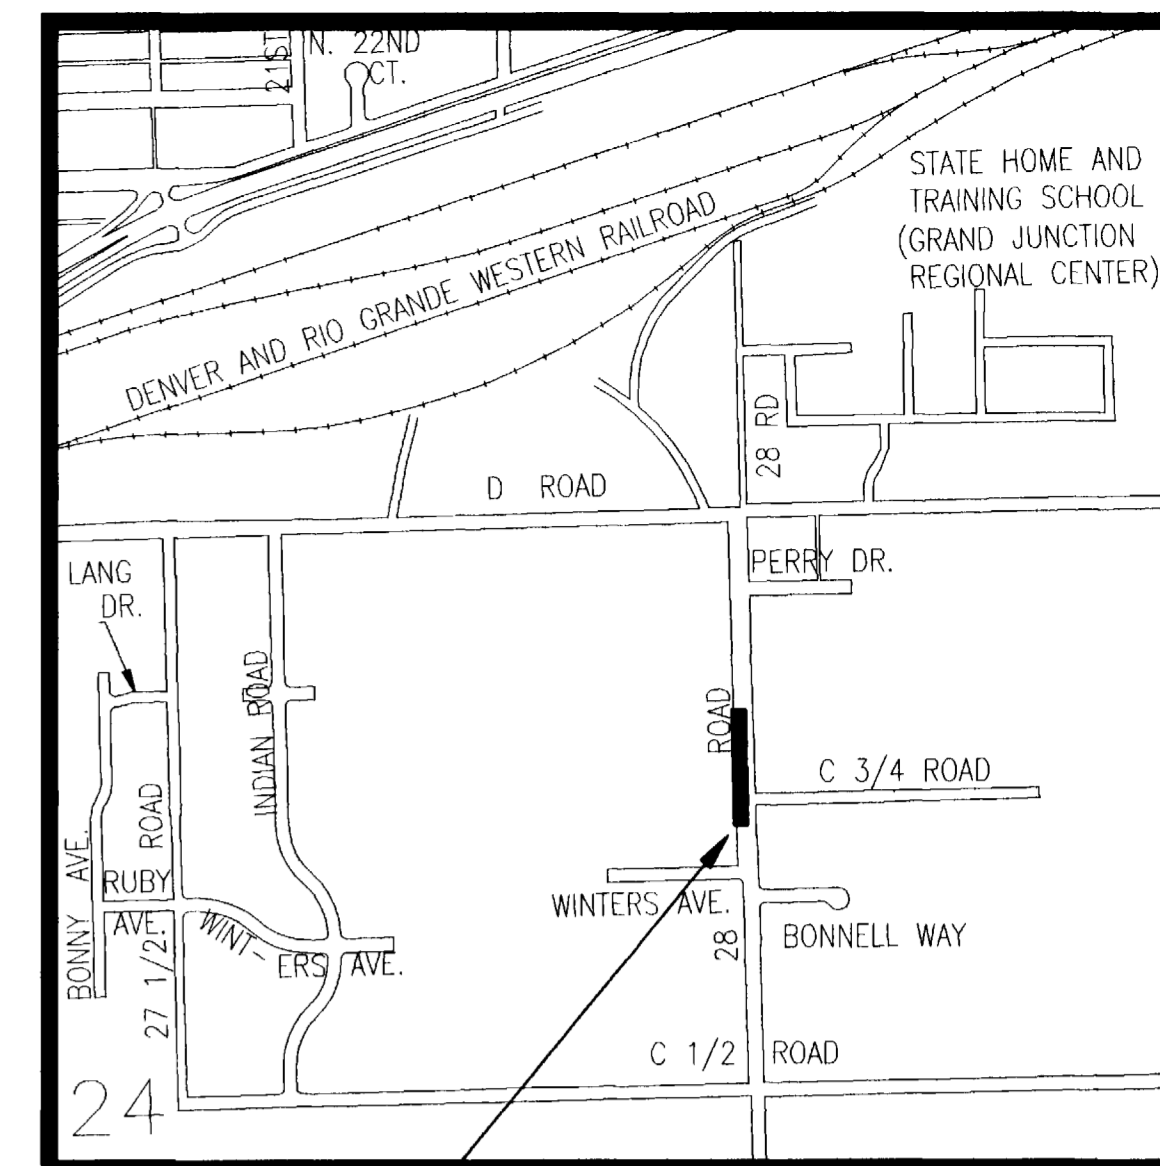 21ST
N. 22ND
CT.
STATE HOME AND
TRAINING SCHOOL
(GRAND JUNCTION
REGIONAL CENTER)
DENVER AND RIO GRANDE WESTERN RAILROAD
28 RD
D ROAD
PERRY DR.
LANG
DR.
INDIAN ROAD
ROAD
C 3/4 ROAD
BONNY AVE.
ROAD
27 1/2
RUBY
AVE.
WINT-
ERS AVE.
WINTERS AVE.
28
BONNELL WAY
C 1/2 ROAD
24